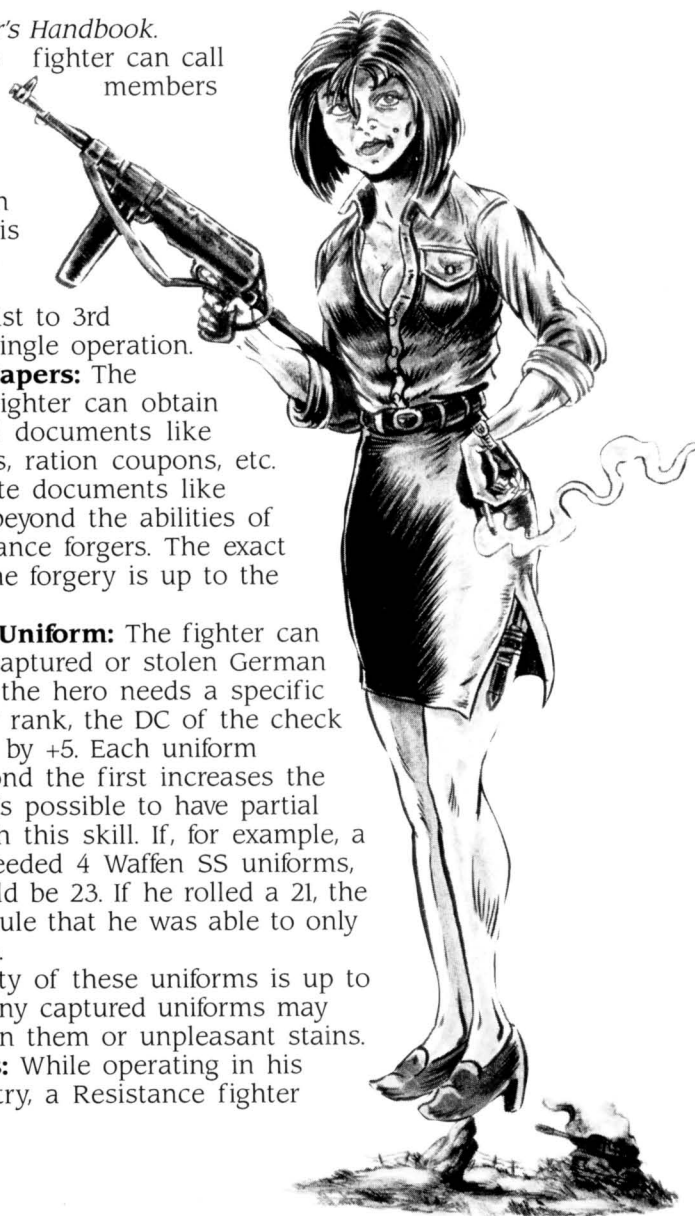 er's Handbook.
fighter can call
members
n
is
st to 3rd
ingle operation.
apers: The
ighter can obtain
documents like
s, ration coupons, etc.
te documents like
beyond the abilities of
ance forgers. The exact
he forgery is up to the
Uniform: The fighter can
captured or stolen German
the hero needs a specific
rank, the DC of the check
by +5. Each uniform
ond the first increases the
s possible to have partial
n this skill. If, for example, a
eeded 4 Waffen SS uniforms,
ld be 23. If he rolled a 21, the
rule that he was able to only
.
ty of these uniforms is up to
ny captured uniforms may
n them or unpleasant stains.
s: While operating in his
try, a Resistance fighter